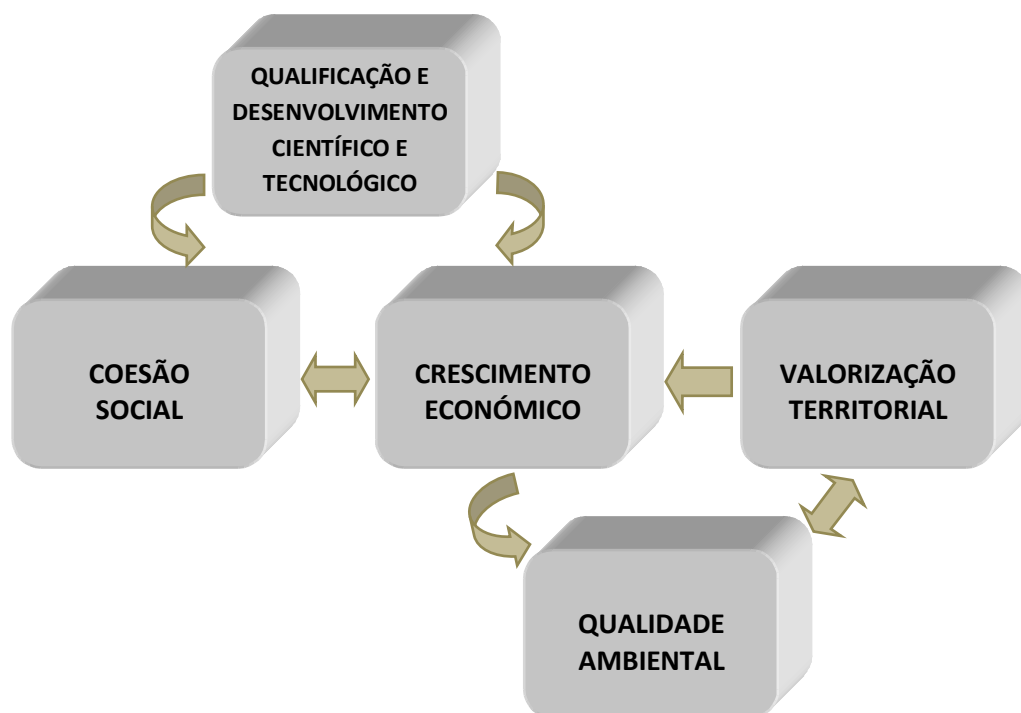 QUALIFICAÇÃO E
DESENVOLVIMENTO
CIENTÍFICO E
TECNOLÓGICO
COESÃO
SOCIAL
CRESCIMENTO
ECONÓMICO
VALORIZAÇÃO
TERRITORIAL
QUALIDADE
AMBIENTAL